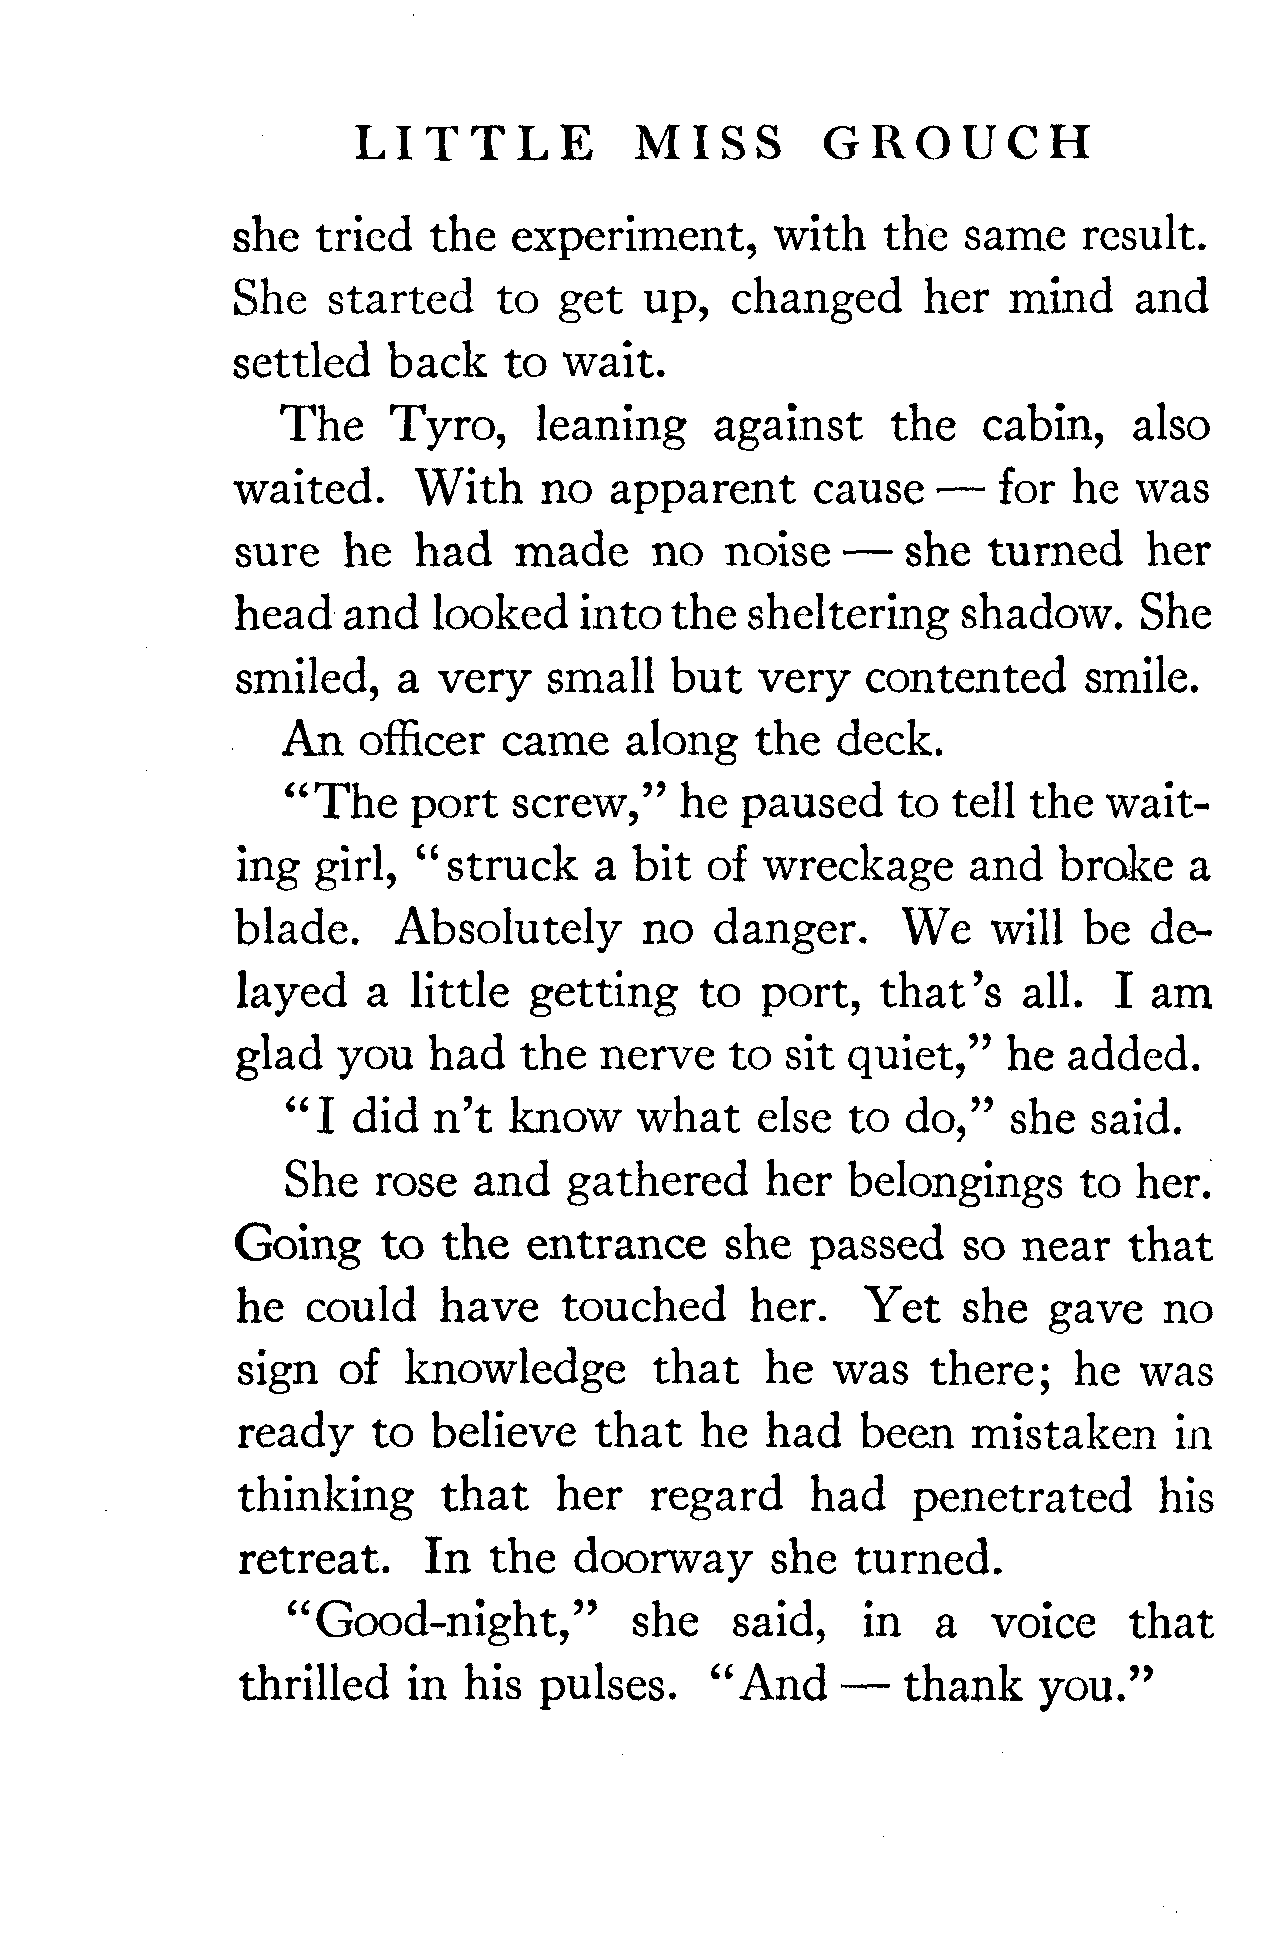 LITTLE MISS GROUCH
she tried the experiment, with the same result.
She started to get up, changed her mind and
settled back to wait.
The Tyro, leaning against the cabin, also
waited. With no apparent cause — for he was
sure he had made no noise — she turned her
head and looked into the sheltering shadow. She
smiled, a very small but very contented smile.
An officer came along the deck.
"The port screw," he paused to tell the wait-
ing girl, "struck a bit of wreckage and broke a
blade. Absolutely no danger. We will be de-
layed a little getting to port, that's all. I am
glad you had the nerve to sit quiet," he added.
"I did n't know what else to do," she said.
She rose and gathered her belongings to her.
Going to the entrance she passed so near that
he could have touched her. Yet she gave no
sign of knowledge that he was there; he was
ready to believe that he had been mistaken in
thinking that her regard had penetrated his
retreat. In the doorway she turned.
"Good-night," she said, in a voice that
thrilled in his pulses. "And — thank you."